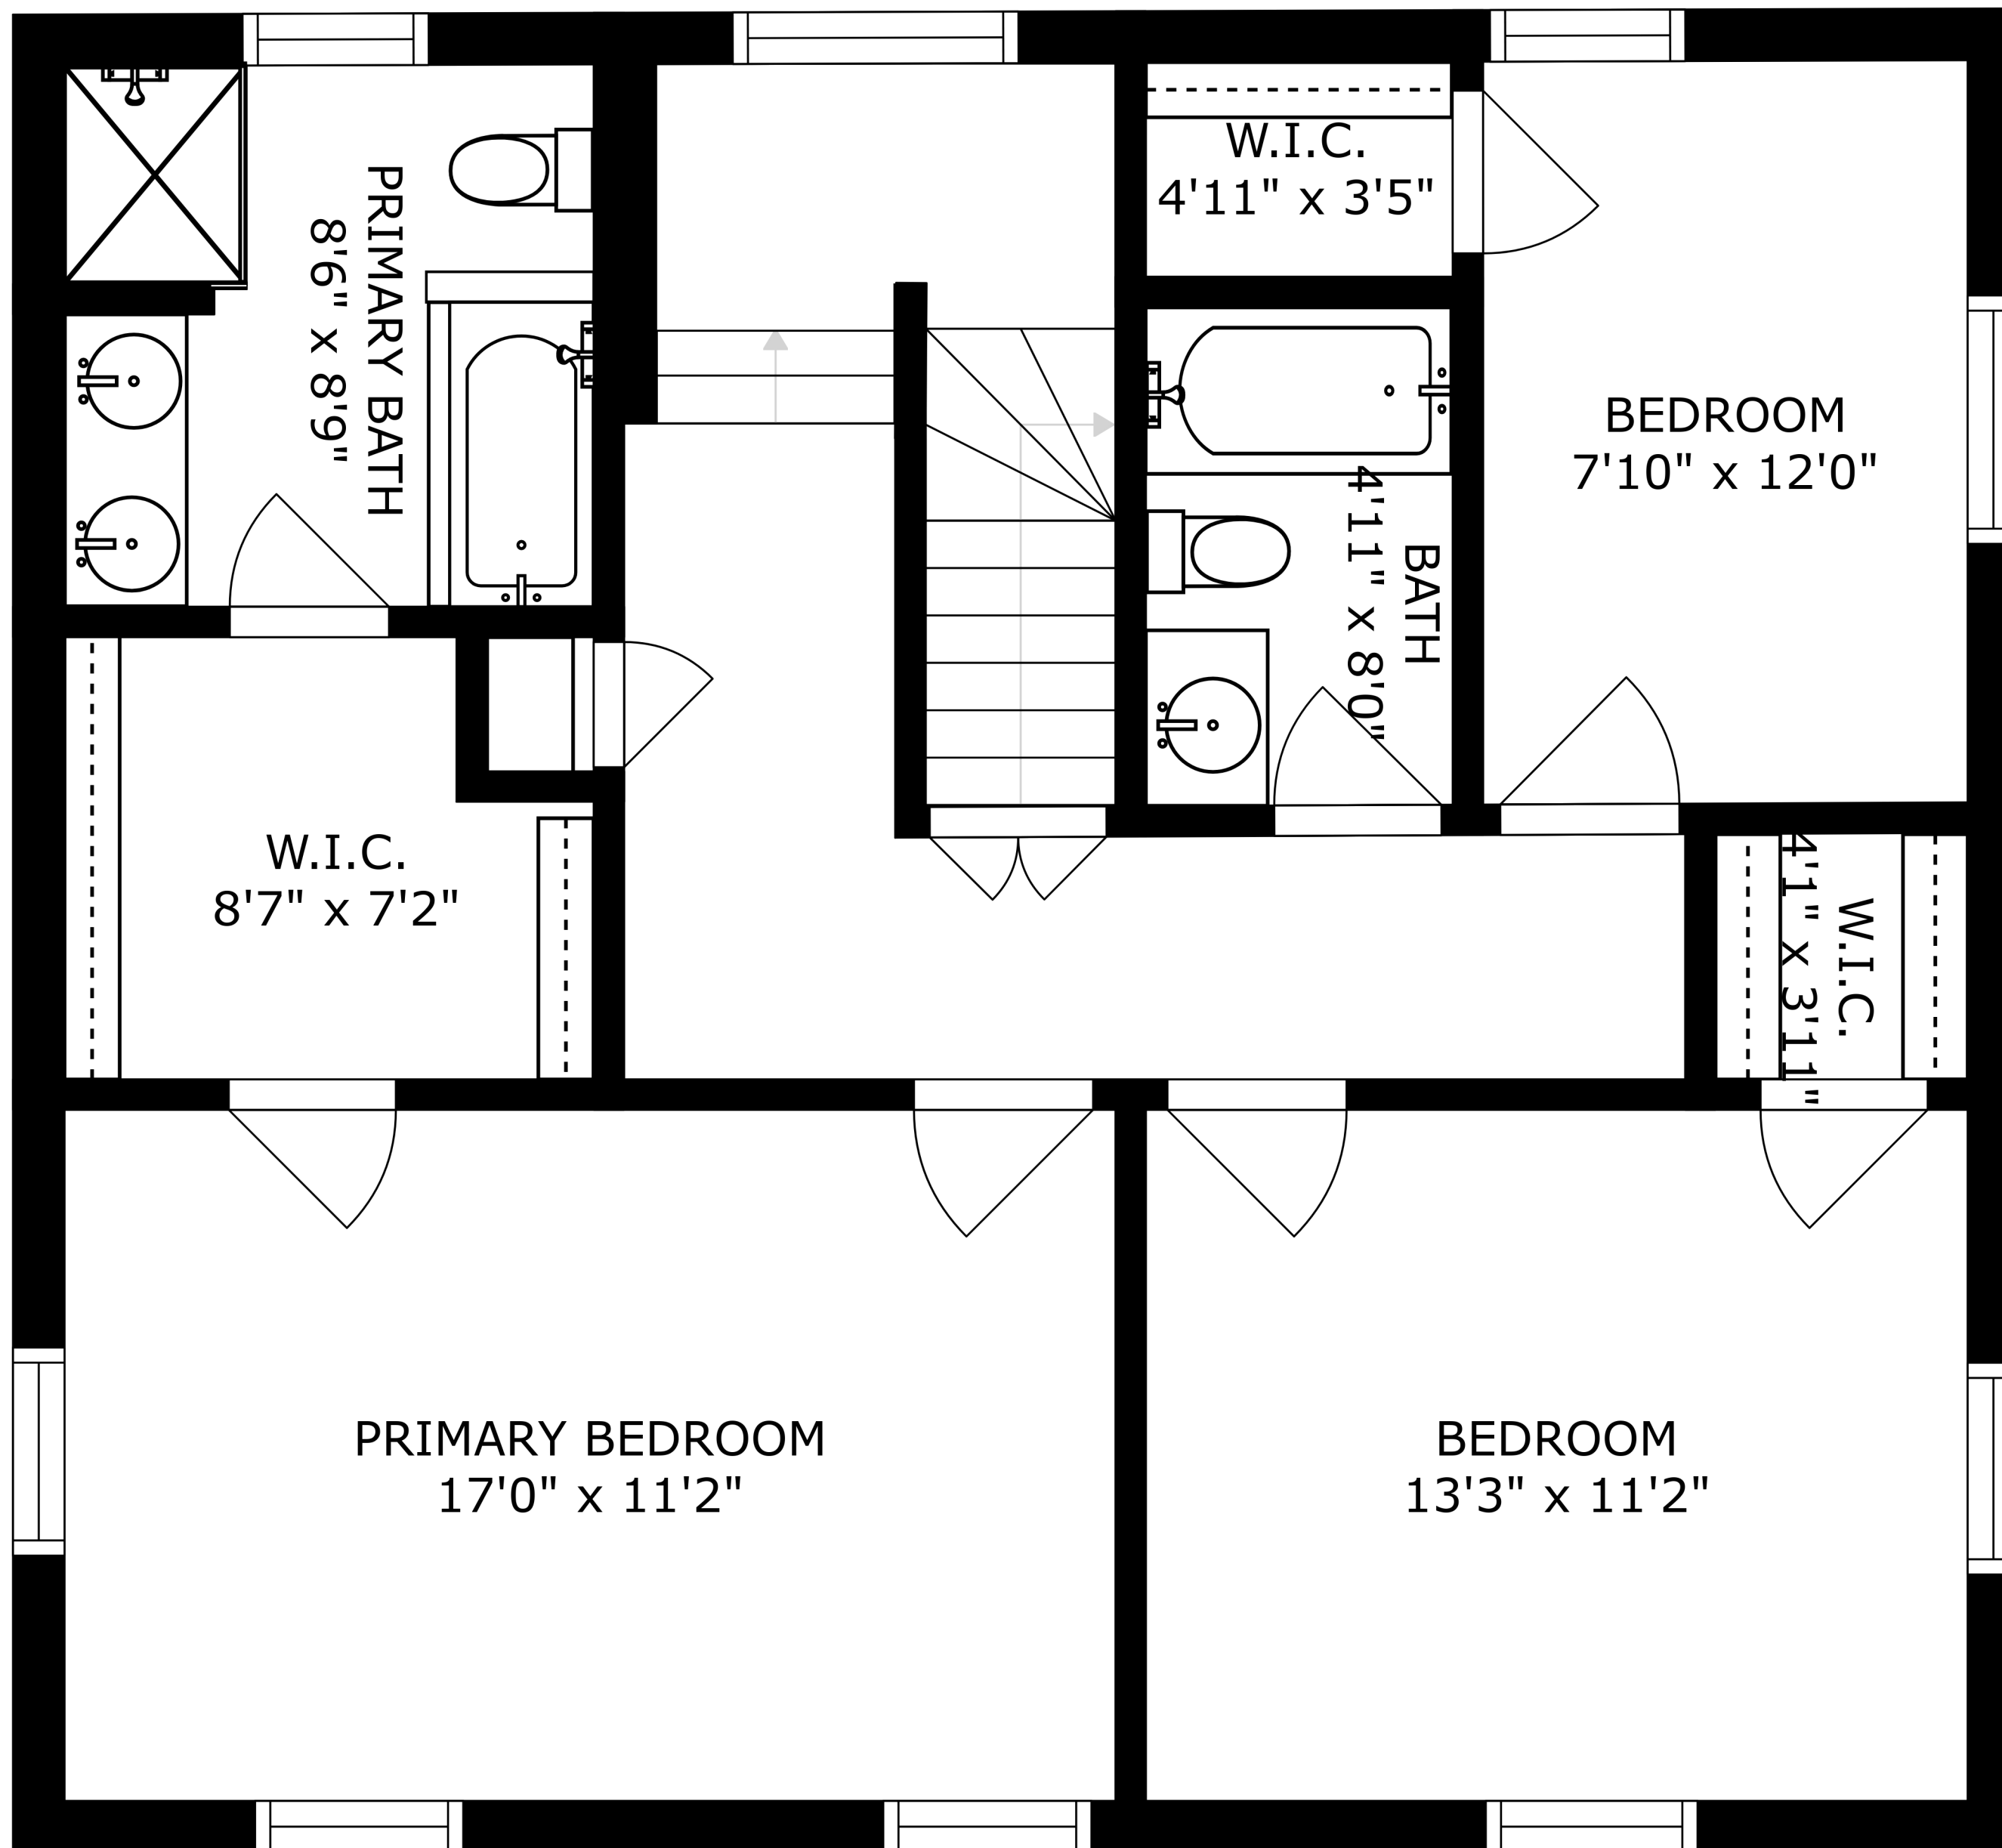 PRIMARY BATH
8'6" x 8'9"
W.I.C.
4'11" x 3'5"
BEDROOM
7'10" x 12'0"
BATH
4'11" x 8'0"
W.I.C.
8'7" x 7'2"
W.I.C.
4'1" x 3'11"
PRIMARY BEDROOM
17'0" x 11'2"
BEDROOM
13'3" x 11'2"